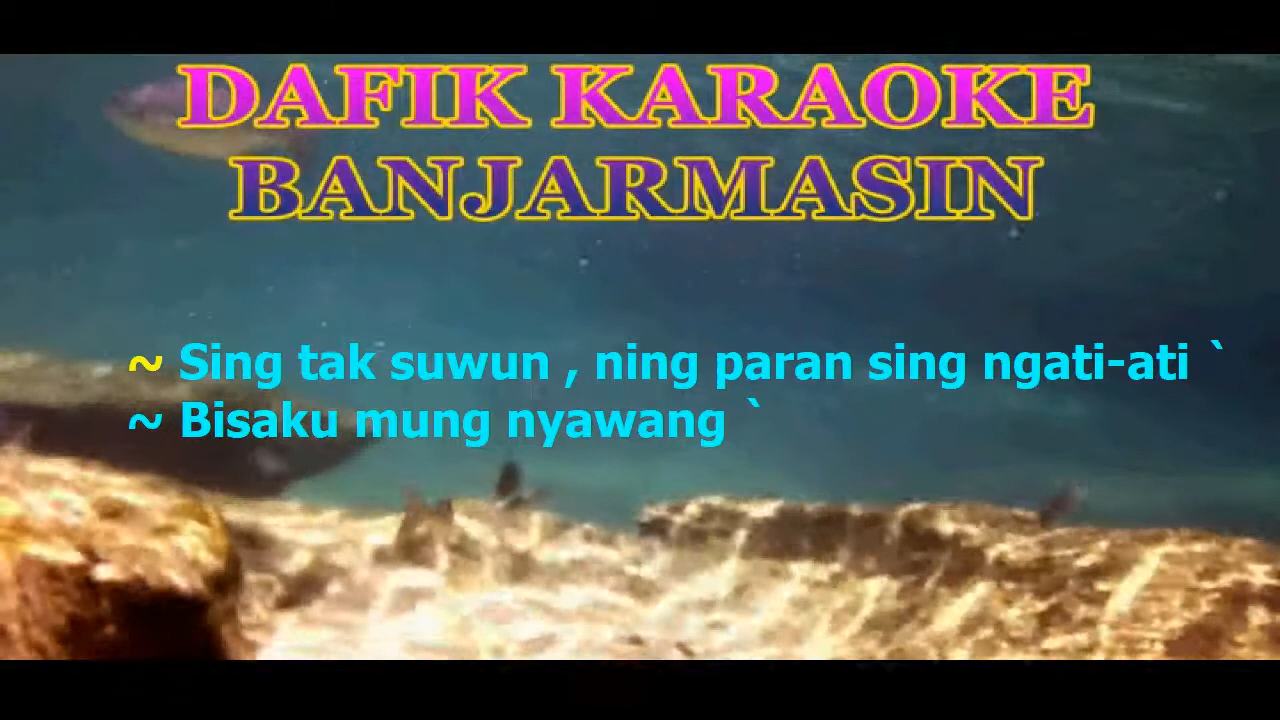 DAFIK KARAOKE
BANJARMASIN
~ Sing tak suwun , ning paran sing ngati-ati `
~ Bisaku mung nyawang `